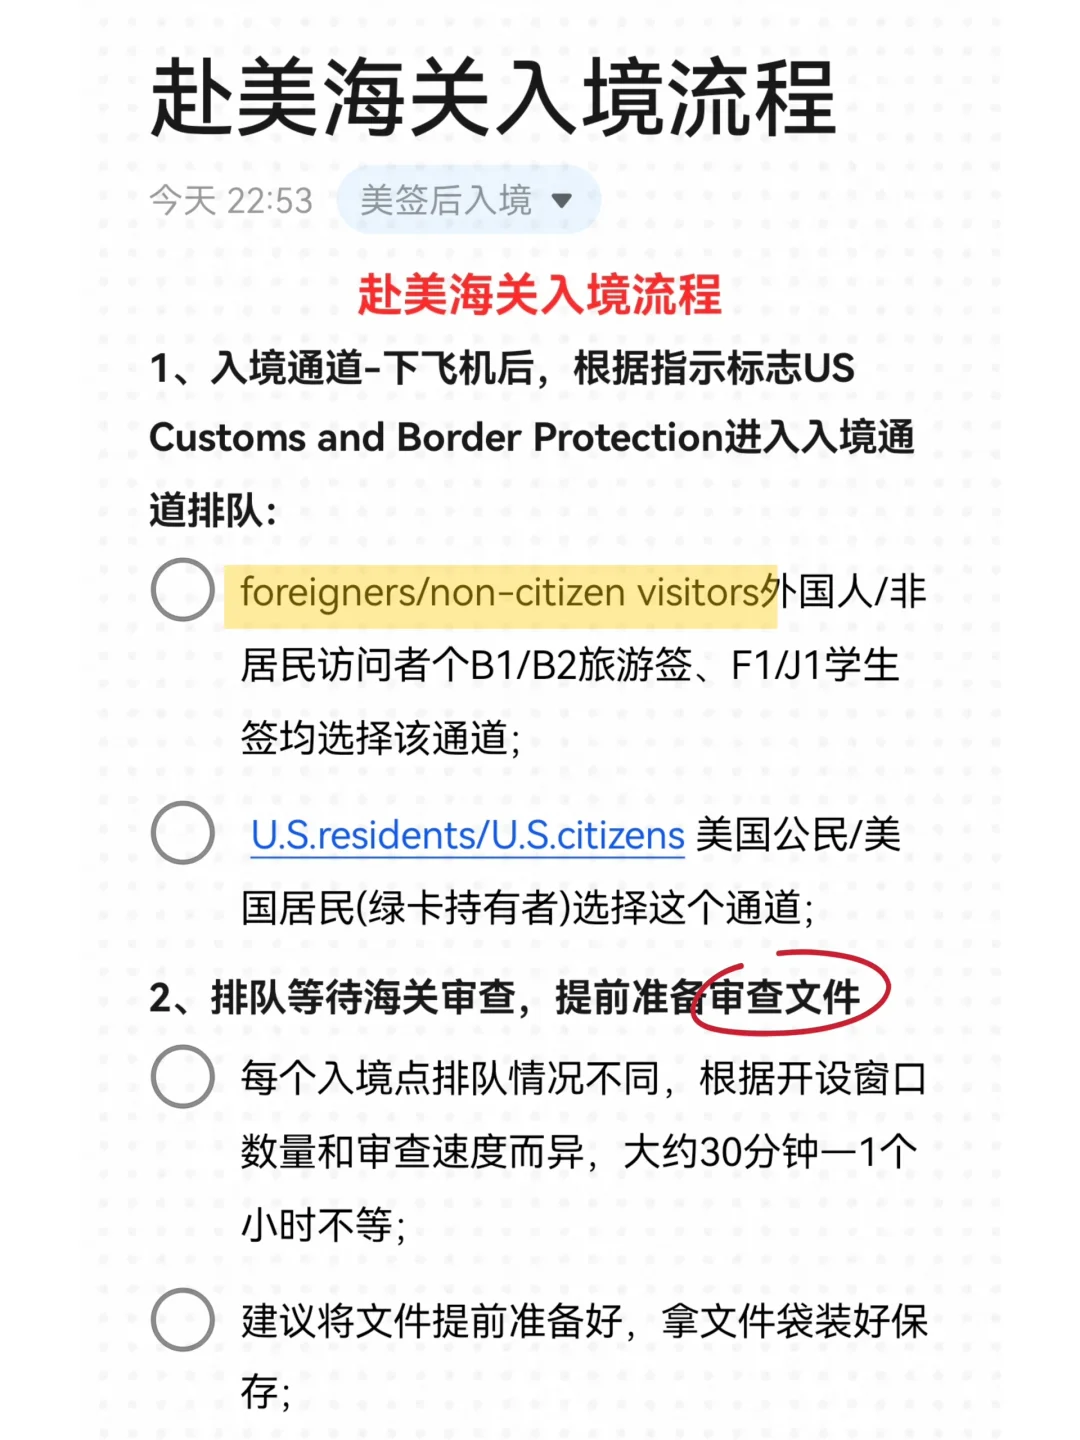 赴美海关入境流程
今天 22:53 美签后入境
赴美海关入境流程
1、入境通道-下飞机后，根据指示标志US
Customs and Border Protection进入入境通
道排队：
foreigners/non-citizen visitors外国人/非
居民访问者个B1/B2旅游签、F1/J1学生
签均选择该通道；
U.S.residents/U.S.citizens 美国公民/美
国居民(绿卡持有者)选择这个通道；
2、排队等待海关审查，提前准备审查文件
每个入境点排队情况不同，根据开设窗口
数量和审查速度而异，大约30分钟一1个
小时不等；
建议将文件提前准备好，拿文件袋装好保
存；